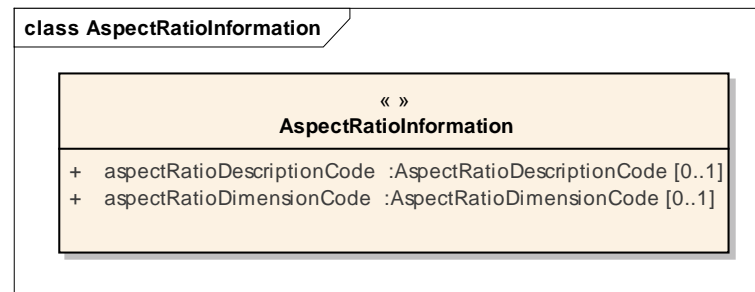 class AspectRatioInformation
« »
AspectRatioInformation
+ aspectRatioDescriptionCode :AspectRatioDescriptionCode [0..1]
+ aspectRatioDimensionCode :AspectRatioDimensionCode [0..1]